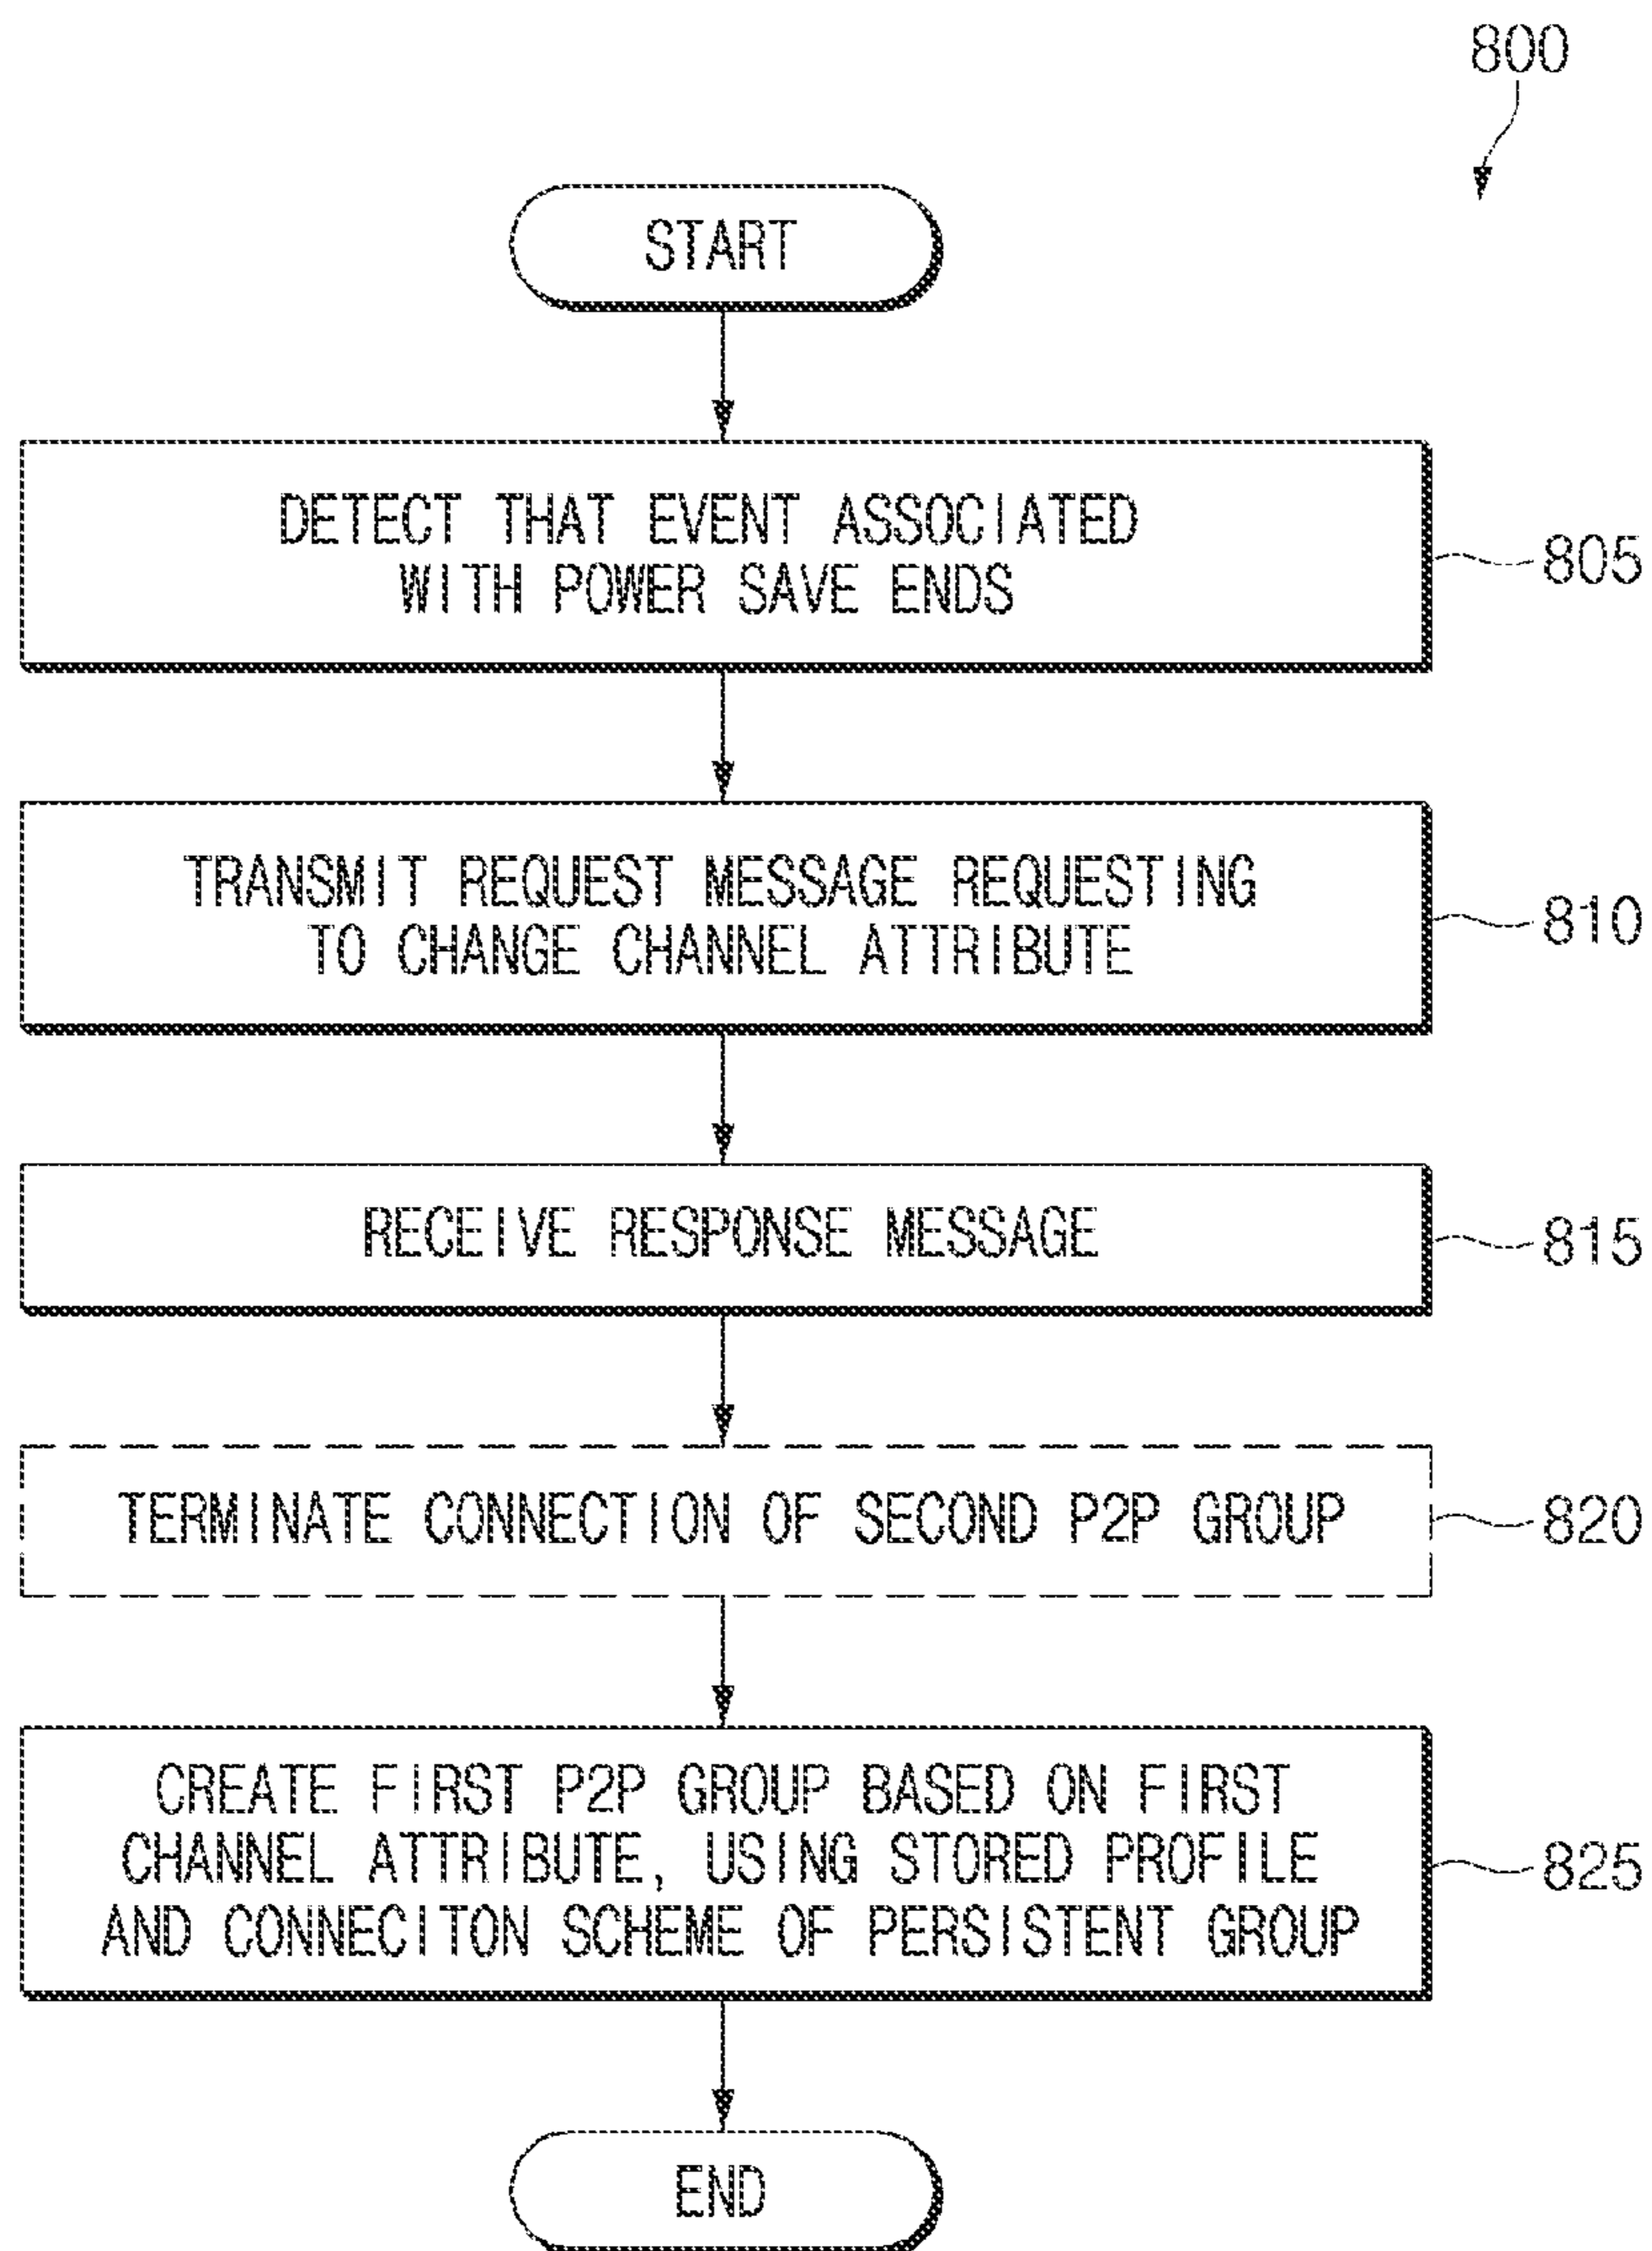 800
START
DETECT THAT EVENT ASSOCIATED
WITH POWER SAVE ENDS
805
TRANSMIT REQUEST MESSAGE REQUESTING
TO CHANGE CHANNEL ATTRIBUTE
810
RECEIVE RESPONSE MESSAGE
815
TERMINATE CONNECTION OF SECOND P2P GROUP
820
CREATE FIRST P2P GROUP BASED ON FIRST
CHANNEL ATTRIBUTE, USING STORED PROFILE
AND CONNECITON SCHEME OF PERSISTENT GROUP
825
END